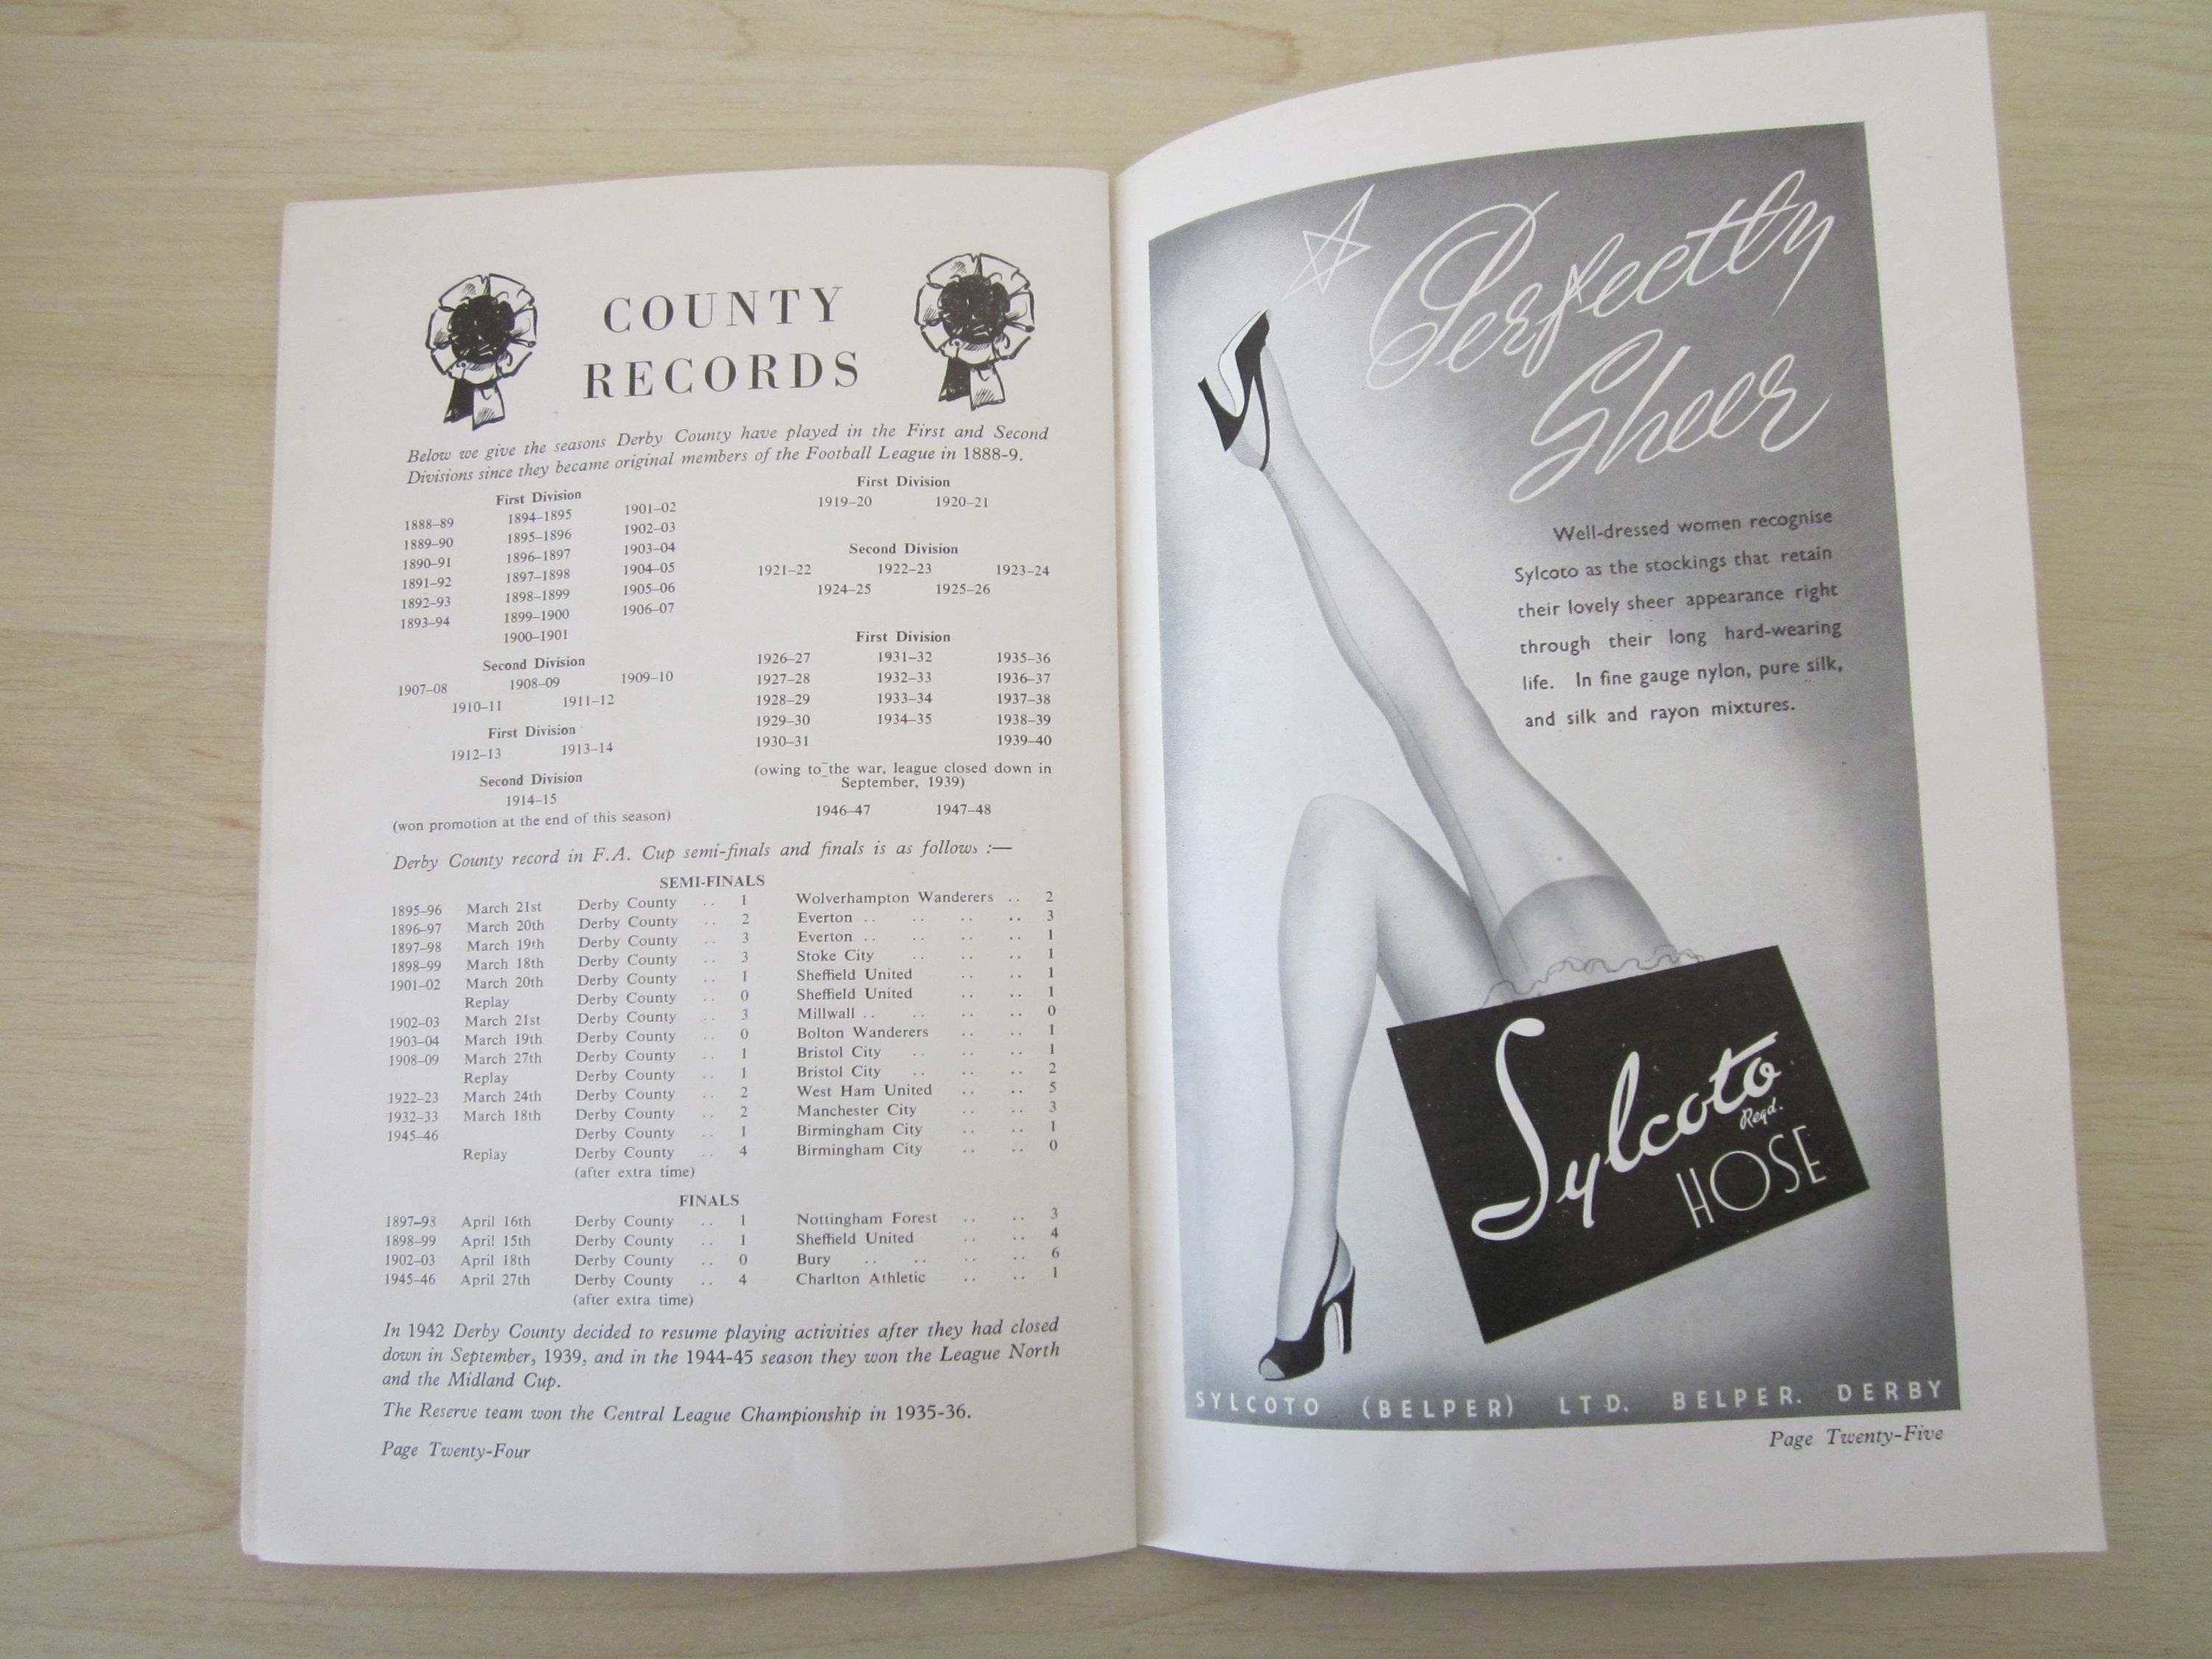 COUNTY
RECORDS
Below we give the seasons Derby County have played in the First and Second
Divisions since they became original members of the Football League in 1888-9.
First Division
1888–89 1894–1895 1901–02
1889–90 1895–1896 1902–03
1890–91 1896–1897 1903–04
1891–92 1897–1898 1904–05
1892–93 1898–1899 1905–06
1893–94 1899–1900 1906–07
1900–1901
Second Division
1907–08 1908–09 1909–10
1910–11 1911–12
First Division
1912–13 1913–14
Second Division
1914–15
(won promotion at the end of this season)
First Division
1919–20 1920–21
Second Division
1921–22 1922–23 1923–24
1924–25 1925–26
First Division
1926–27 1931–32 1935–36
1927–28 1932–33 1936–37
1928–29 1933–34 1937–38
1929–30 1934–35 1938–39
1930–31 1939–40
(owing to the war, league closed down in
September, 1939)
1946–47 1947–48
Derby County record in F.A. Cup semi-finals and finals is as follows :—
SEMI-FINALS
1895–96 March 21st Derby County .. 1 Wolverhampton Wanderers .. 2
1896–97 March 20th Derby County .. 2 Everton .. .. .. .. 3
1897–98 March 19th Derby County .. 3 Everton .. .. .. .. 1
1898–99 March 18th Derby County .. 3 Stoke City .. .. .. 1
1901–02 March 20th Derby County .. 1 Sheffield United .. .. 1
Replay Derby County .. 0 Sheffield United .. .. 1
1902–03 March 21st Derby County .. 3 Millwall .. .. .. .. 0
1903–04 March 19th Derby County .. 0 Bolton Wanderers .. .. 1
1908–09 March 27th Derby County .. 1 Bristol City .. .. .. 1
Replay Derby County .. 1 Bristol City .. .. .. 2
1922–23 March 24th Derby County .. 2 West Ham United .. .. 5
1932–33 March 18th Derby County .. 2 Manchester City .. .. 3
1945–46 Derby County .. 1 Birmingham City .. .. 1
Replay Derby County .. 4 Birmingham City .. .. 0
(after extra time)
FINALS
1897–98 April 16th Derby County .. 1 Nottingham Forest .. .. 3
1898–99 April 15th Derby County .. 1 Sheffield United .. .. 4
1902–03 April 18th Derby County .. 0 Bury .. .. .. .. 6
1945–46 April 27th Derby County .. 4 Charlton Athletic .. .. 1
(after extra time)
In 1942 Derby County decided to resume playing activities after they had closed
down in September, 1939, and in the 1944-45 season they won the League North
and the Midland Cup.
The Reserve team won the Central League Championship in 1935-36.
Page Twenty-Four
Perfectly
Sheer
Well-dressed women recognise
Sylcoto as the stockings that retain
their lovely sheer appearance right
through their long hard-wearing
life. In fine gauge nylon, pure silk,
and silk and rayon mixtures.
Sylcoto
Regd.
HOSE
SYLCOTO (BELPER) LTD. BELPER. DERBY
Page Twenty-Five